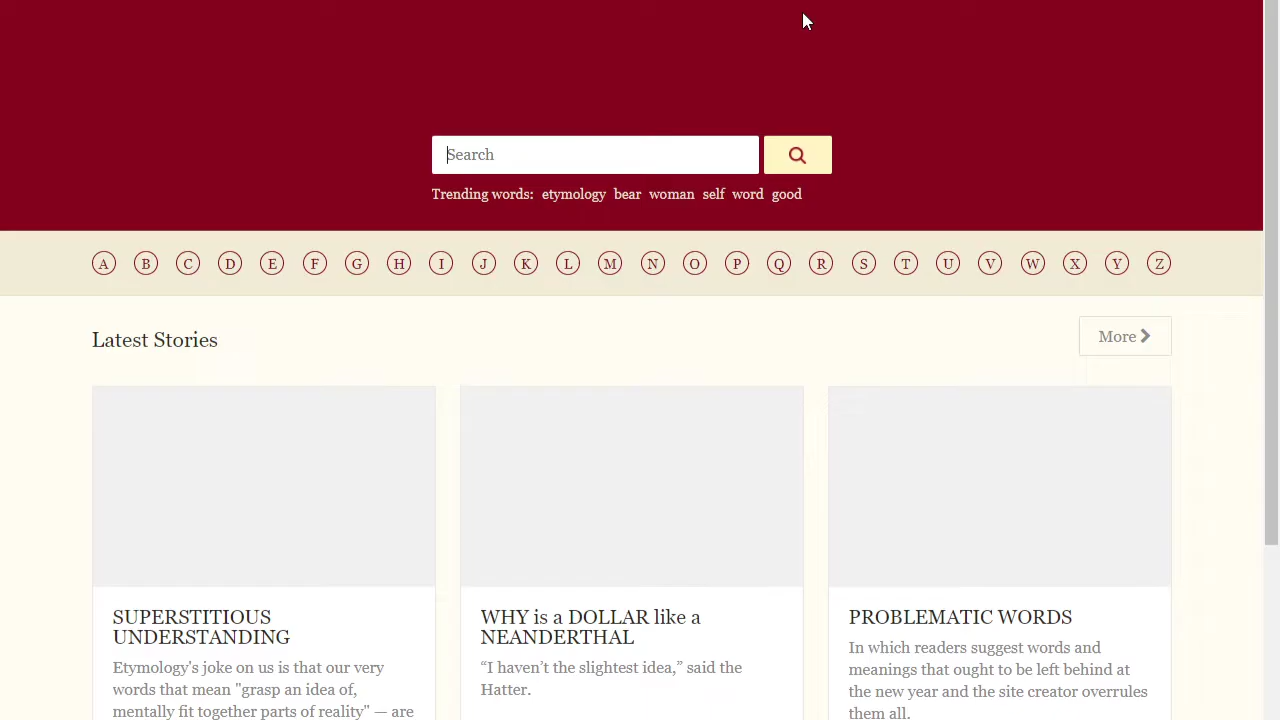 Search
Trending words: etymology bear woman self word good
A B C D E F G H I J K L M N O P Q R S T U V W X Y Z
Latest Stories
More
SUPERSTITIOUS
UNDERSTANDING
Etymology's joke on us is that our very
words that mean "grasp an idea of,
mentally fit together parts of reality" — are
WHY is a DOLLAR like a
NEANDERTHAL
“I haven’t the slightest idea,” said the
Hatter.
PROBLEMATIC WORDS
In which readers suggest words and
meanings that ought to be left behind at
the new year and the site creator overrules
them all.